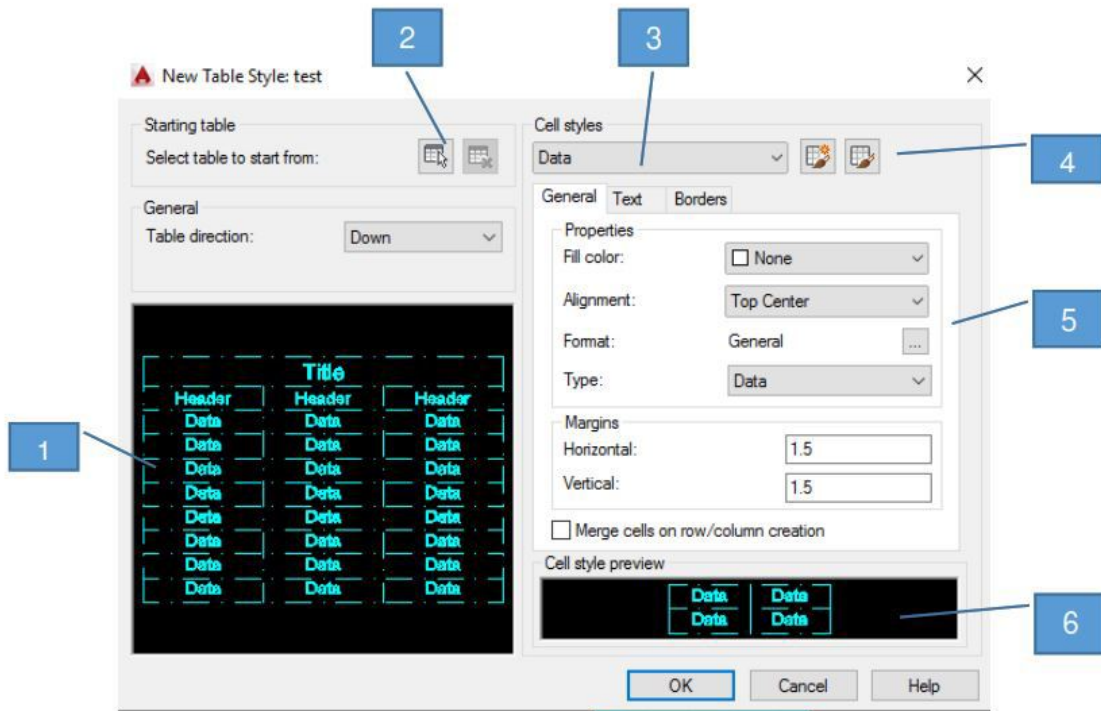 2
3
New Table Style: test
Starting table
Select table to start from:
General
Table direction: Down
Title
Header Header Header
Data Data Data
Data Data Data
Data Data Data
Data Data Data
Data Data Data
Data Data Data
Data Data Data
Data Data Data
1
Cell styles
Data
4
General Text Borders
Properties
Fill color: None
Alignment: Top Center
Format: General ...
Type: Data
5
Margins
Horizontal: 1.5
Vertical: 1.5
Merge cells on row/column creation
Cell style preview
Data Data
Data Data
6
OK Cancel Help